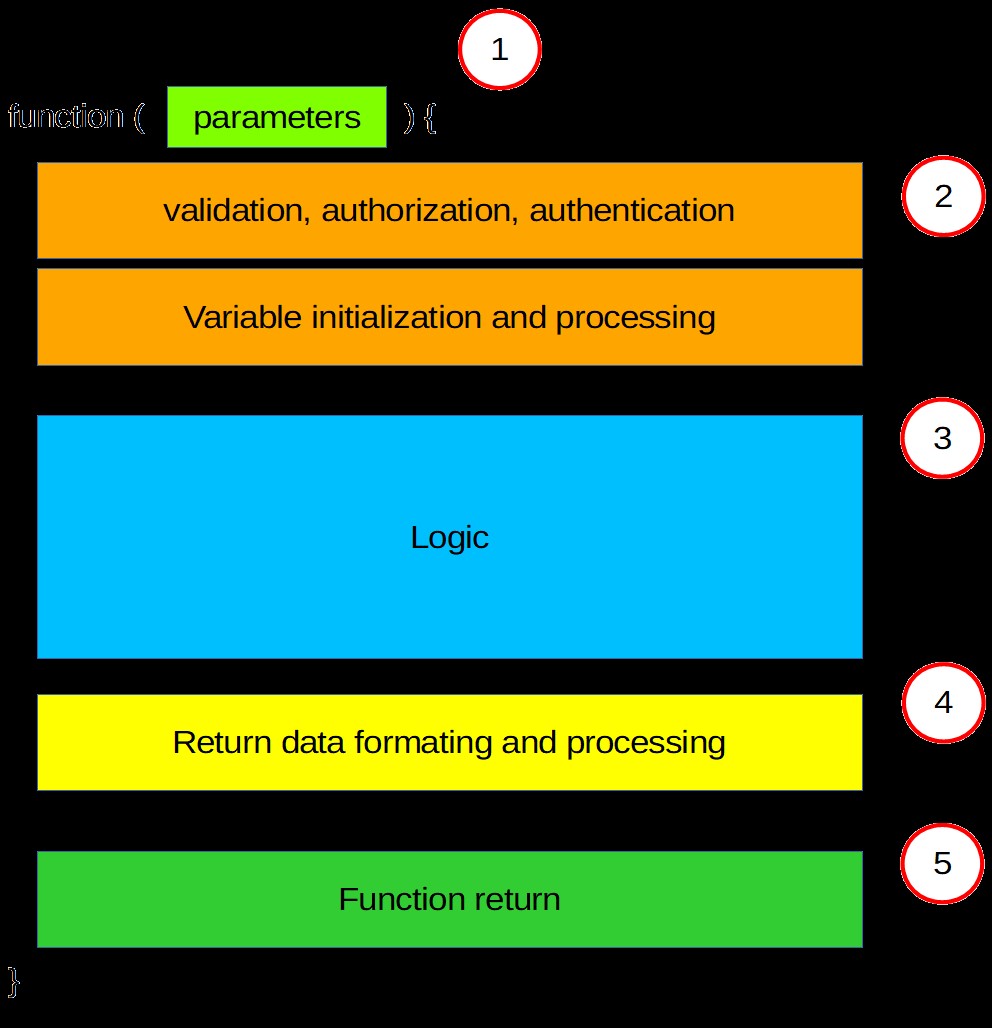 1
function ( parameters ) {
validation, authorization, authentication
2
Variable initialization and processing
3
Logic
4
Return data formating and processing
5
Function return
}